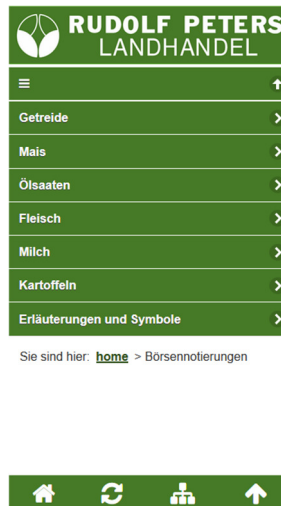 RUDOLF PETERS
LANDHANDEL
Getreide
Mais
Ölsaaten
Fleisch
Milch
Kartoffeln
Erläuterungen und Symbole
Sie sind hier: home > Börsennotierungen